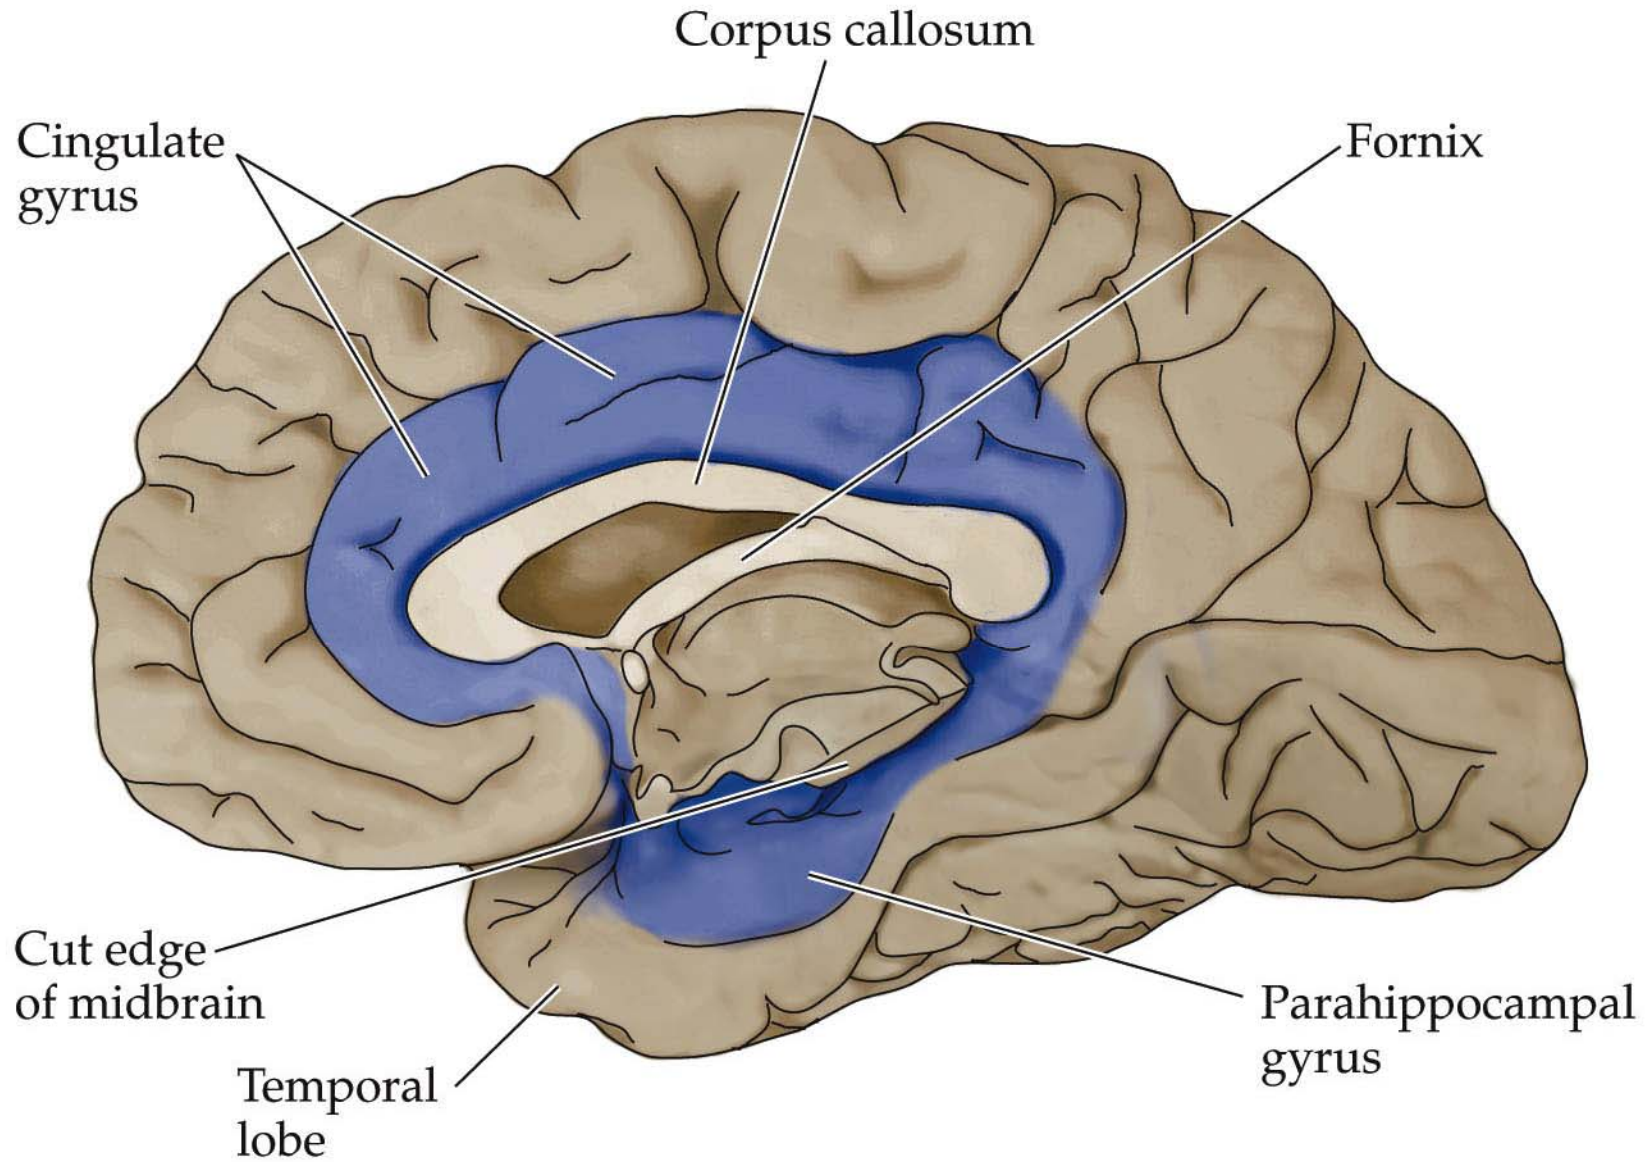 Corpus callosum
Cingulate
gyrus
Fornix
Cut edge
of midbrain
Parahippocampal
gyrus
Temporal
lobe